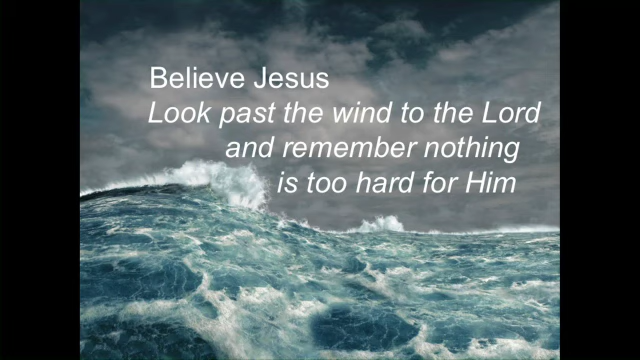 Believe Jesus
Look past the wind to the Lord
and remember nothing
is too hard for Him